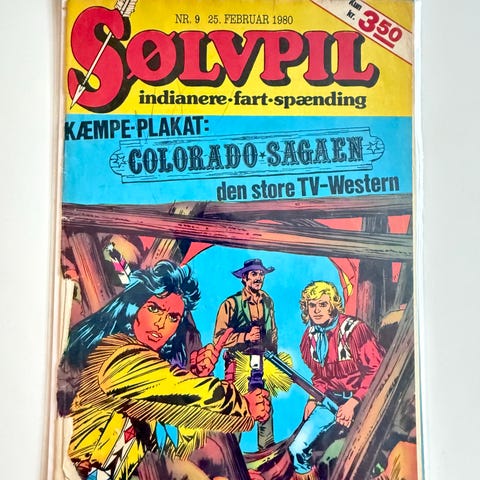 NR. 9 25. FEBRUAR 1980
Kun
kr. 3.50
SØLVPIL
indianere·fart·spænding
KÆMPE-PLAKAT:
COLORADO*SAGAEN
den store TV-Western